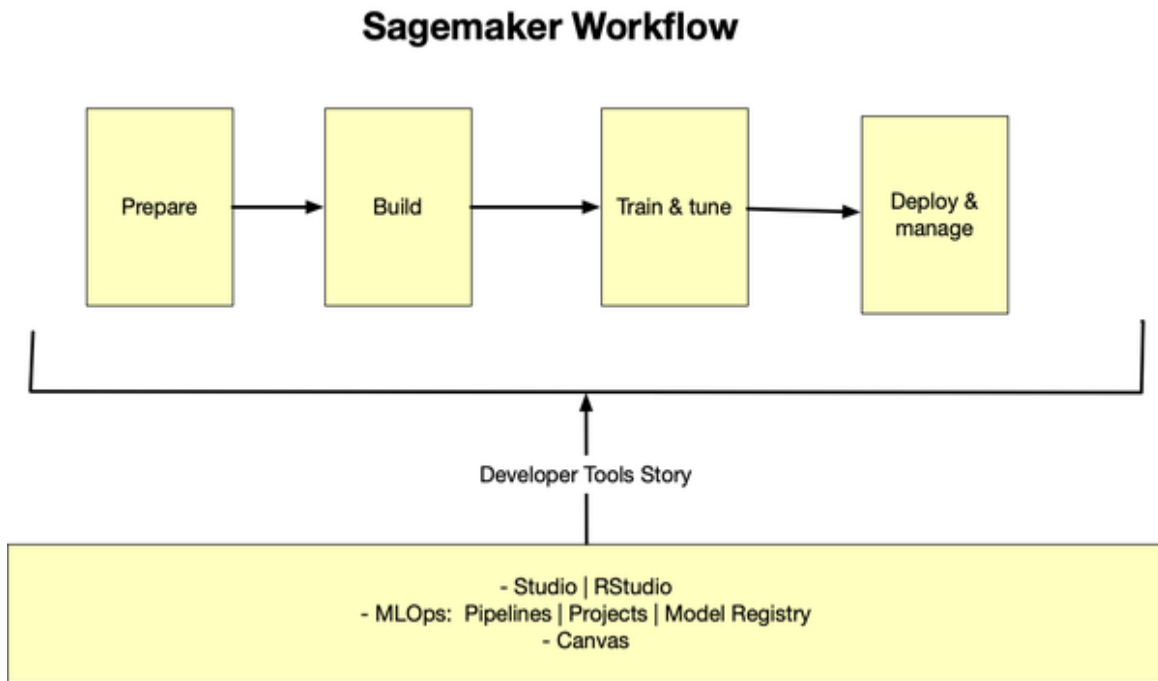 Sagemaker Workflow
Prepare
Build
Train & tune
Deploy &
manage
Developer Tools Story
- Studio | RStudio
- MLOps:  Pipelines | Projects | Model Registry
- Canvas